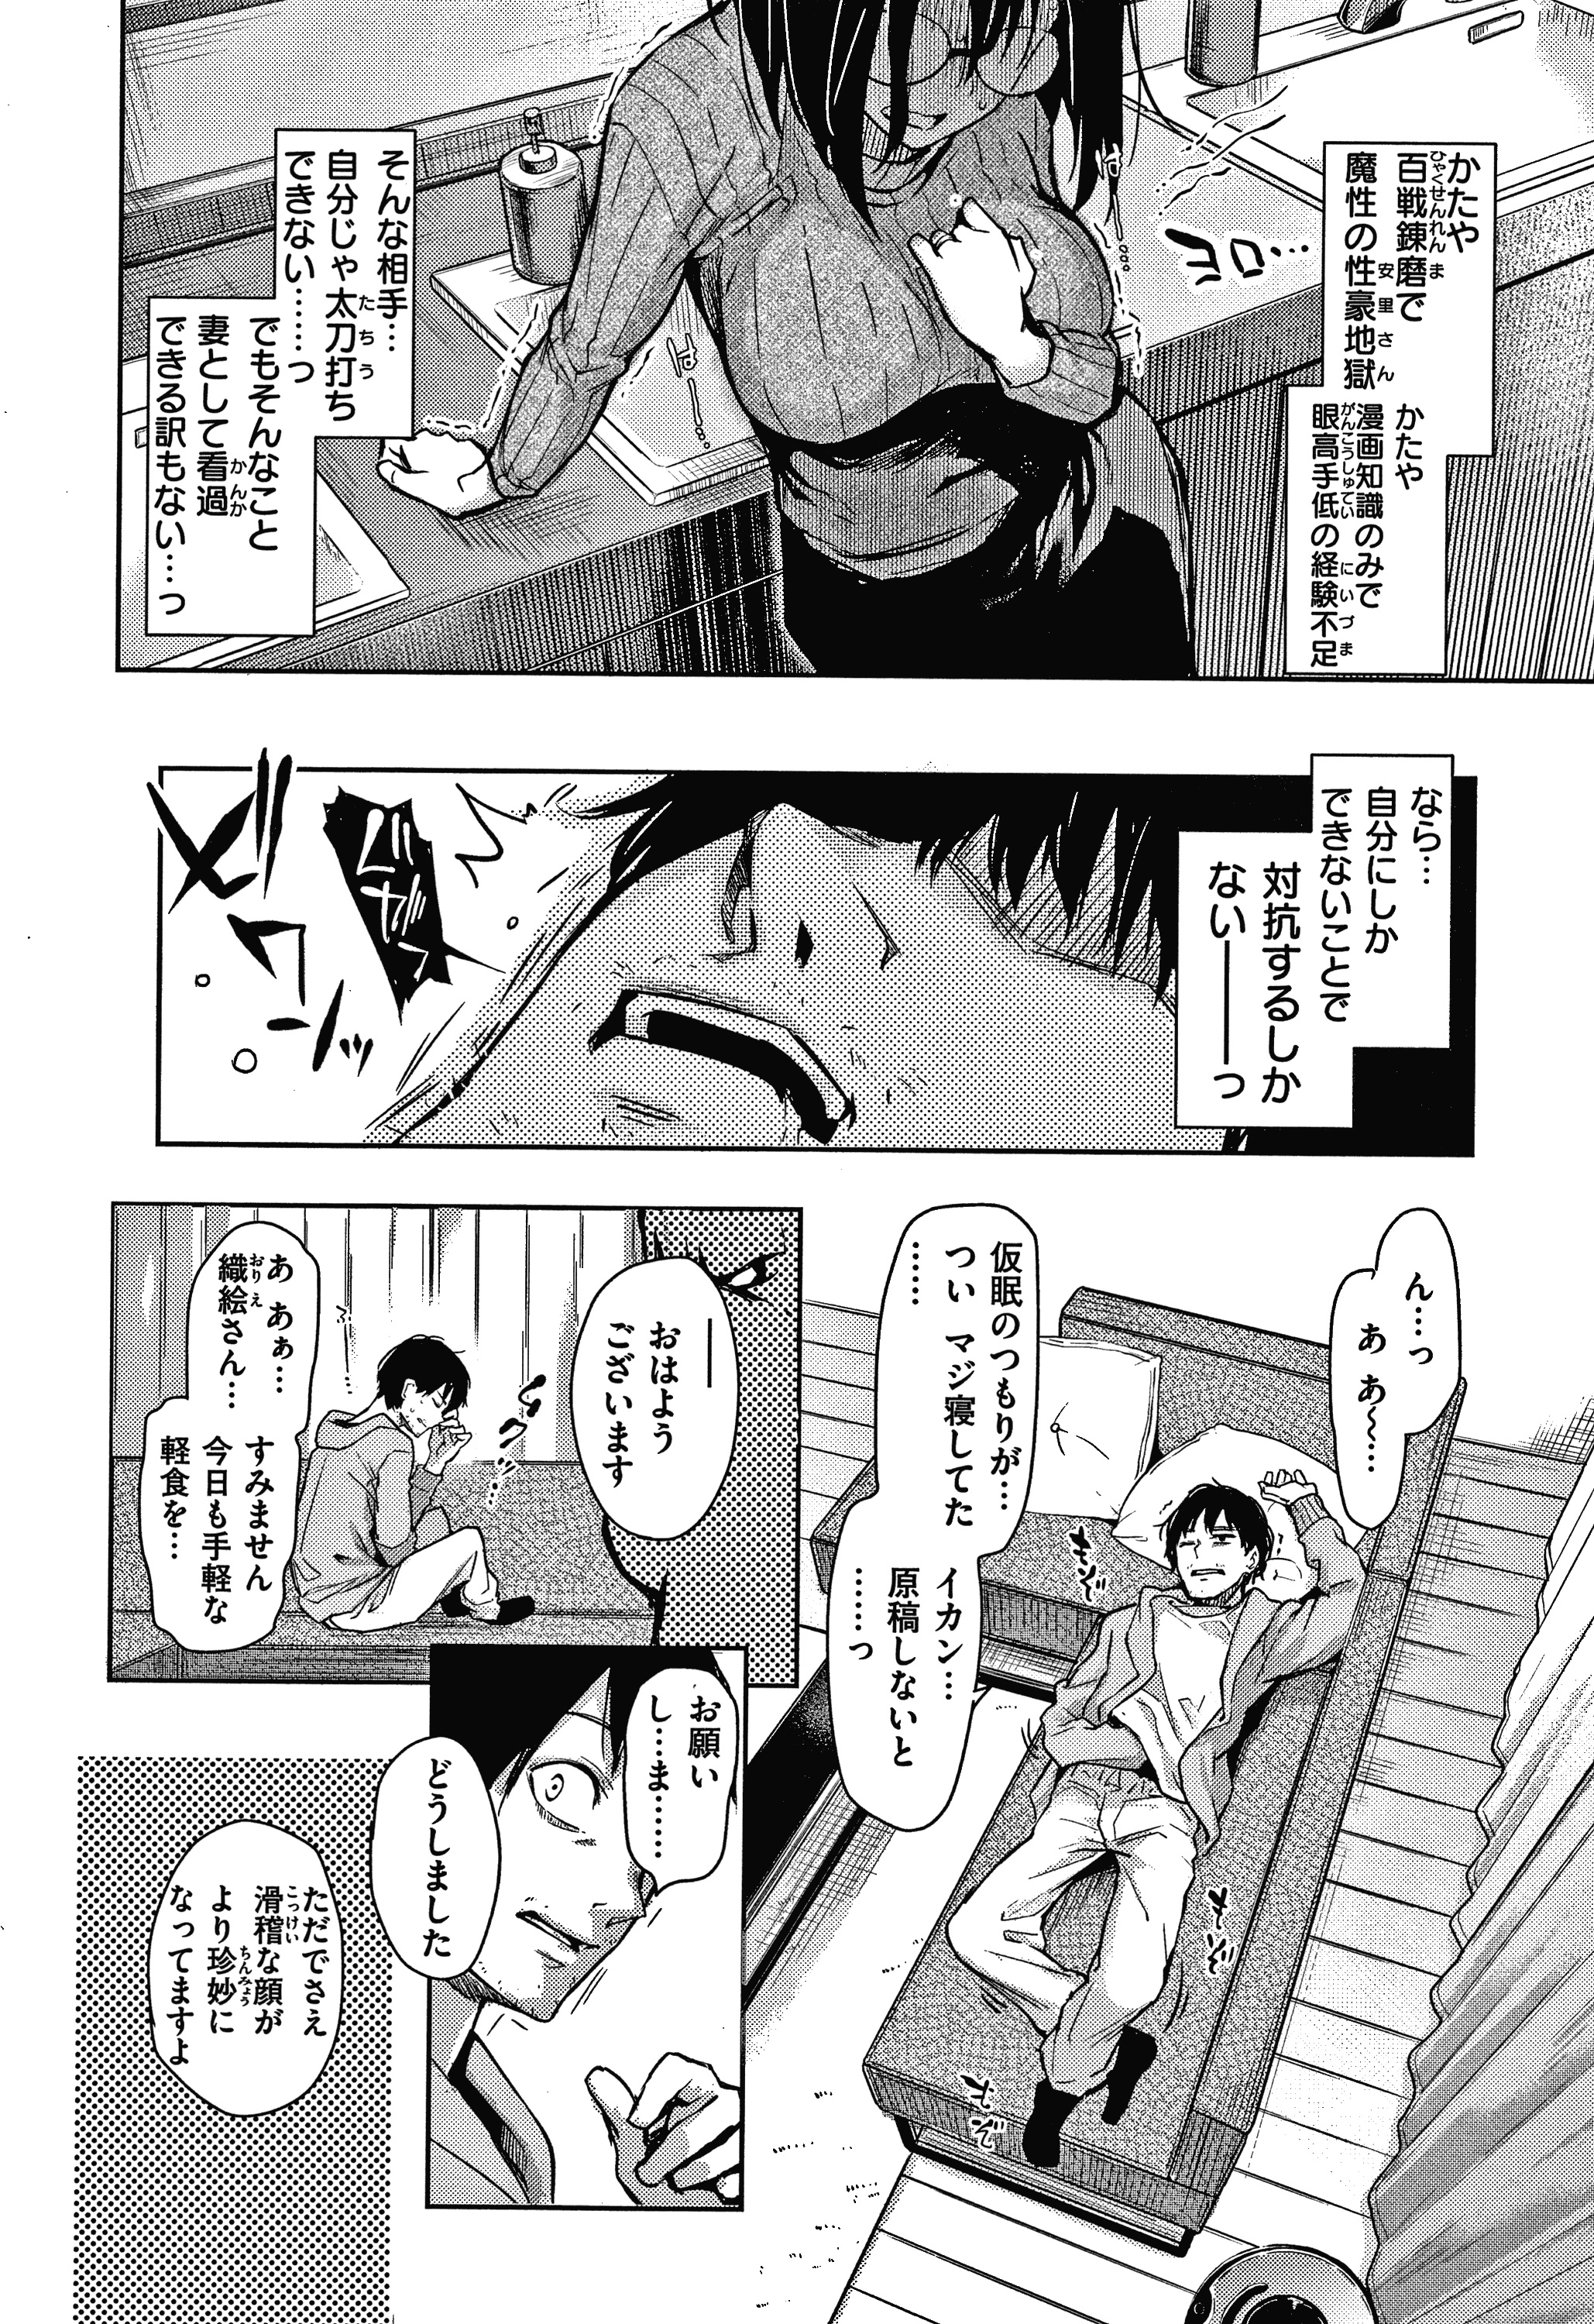 かたや
百戦錬磨で
魔性の性豪地獄
かたや
漫画知識のみで
眼高手低の経験不足
ヨロ…
そんな相手…
自分じゃ太刀打ち
できない……っ
でもそんなこと
妻として看過
できる訳もない…っ
なら…
自分にしか
できないことで
対抗するしか
ない――っ
ん…っ
あ あ〜…
仮眠のつもりが…
つい マジ寝してた
……
イカン…
原稿しないと
……っ
もぞ
もぞ
もぞ
―
おはよう
ございます
あ あぁ…
織絵さん…
すみません
今日も手軽な
軽食を…
お願い
し…ま……
どうしました
ただでさえ
滑稽な顔が
より珍妙に
なってますよ